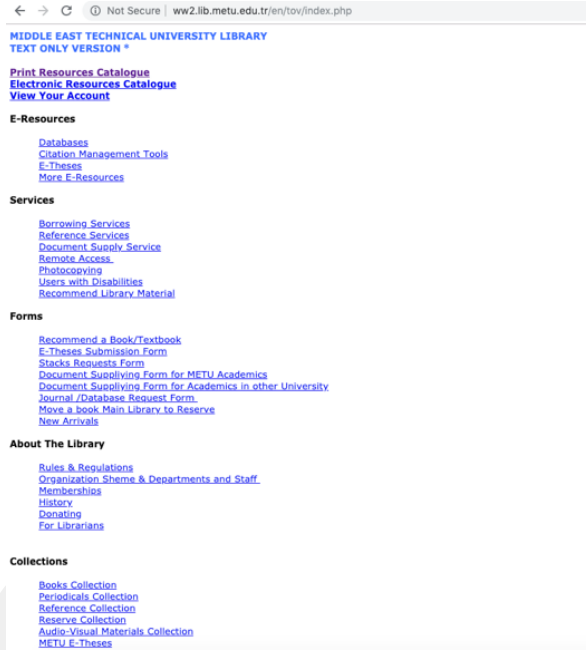 Not Secure | ww2.lib.metu.edu.tr/en/tov/index.php
MIDDLE EAST TECHNICAL UNIVERSITY LIBRARY
TEXT ONLY VERSION *
Print Resources Catalogue
Electronic Resources Catalogue
View Your Account
E-Resources
Databases
Citation Management Tools
E-Theses
More E-Resources
Services
Borrowing Services
Reference Services
Document Supply Service
Remote Access
Photocopying
Users with Disabilities
Recommend Library Material
Forms
Recommend a Book/Textbook
E-Theses Submission Form
Stacks Requests Form
Document Suppliying Form for METU Academics
Document Suppliying Form for Academics in other University
Journal /Database Request Form
Move a book Main Library to Reserve
New Arrivals
About The Library
Rules & Regulations
Organization Sheme & Departments and Staff
Memberships
History
Donating
For Librarians
Collections
Books Collection
Periodicals Collection
Reference Collection
Reserve Collection
Audio-Visual Materials Collection
METU E-Theses